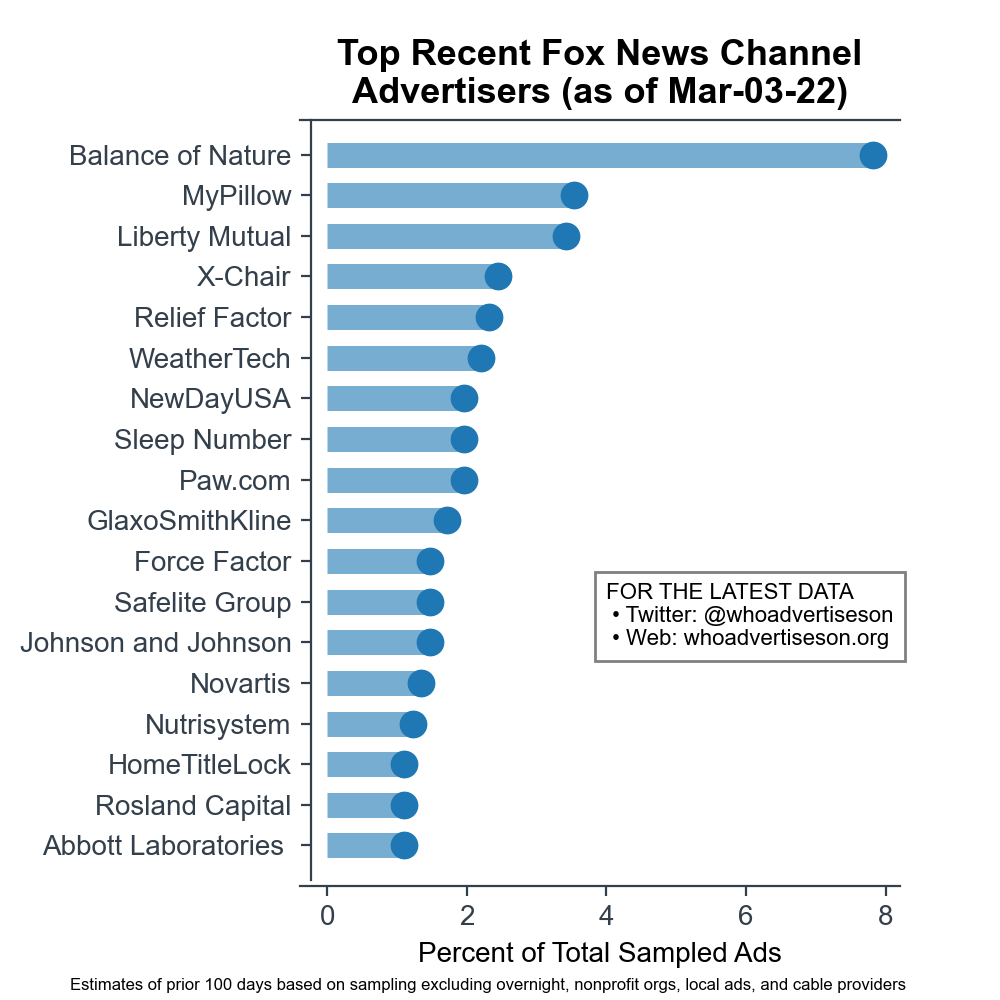 Top Recent Fox News Channel
Advertisers (as of Mar-03-22)
Balance of Nature
MyPillow
Liberty Mutual
X-Chair
Relief Factor
WeatherTech
NewDayUSA
Sleep Number
Paw.com
GlaxoSmithKline
Force Factor
Safelite Group
Johnson and Johnson
Novartis
Nutrisystem
HomeTitleLock
Rosland Capital
Abbott Laboratories
FOR THE LATEST DATA
• Twitter: @whoadvertiseson
• Web: whoadvertiseson.org
0 2 4 6 8
Percent of Total Sampled Ads
Estimates of prior 100 days based on sampling excluding overnight, nonprofit orgs, local ads, and cable providers